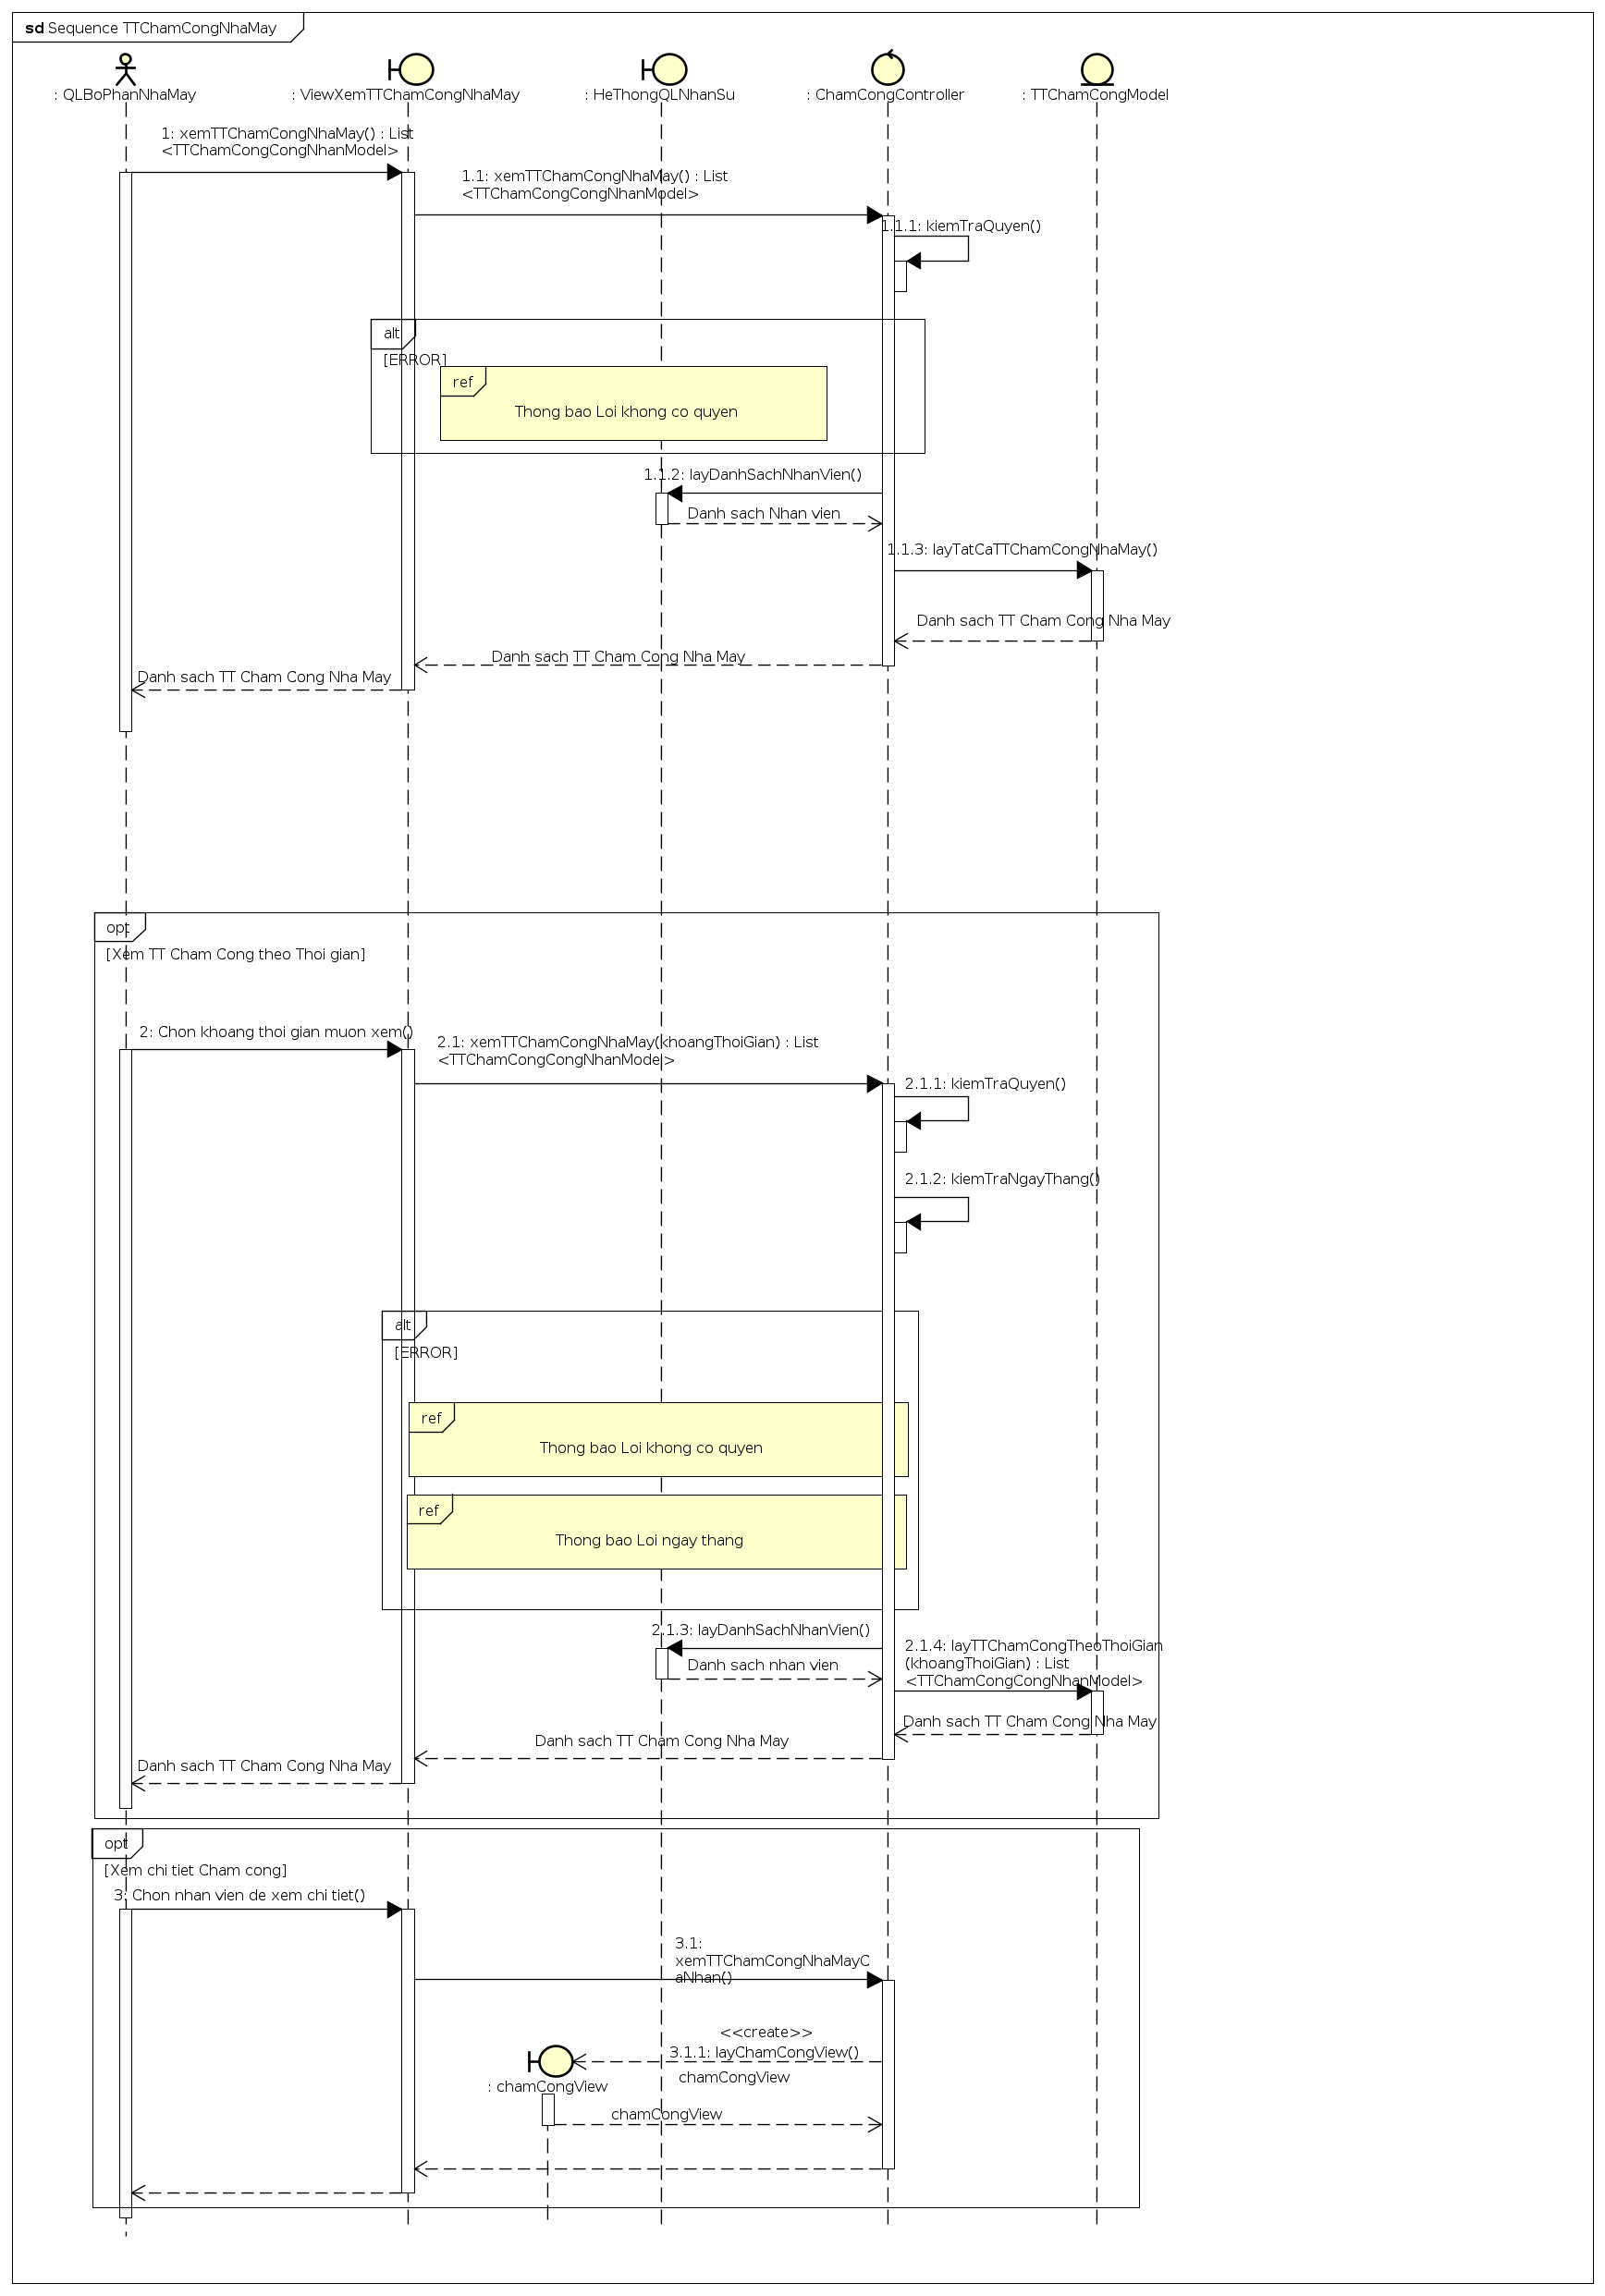 sd Sequence TTChamCongNhaMay
: QLBoPhanNhaMay
: ViewXemTTChamCongNhaMay
: HeThongQLNhanSu
: ChamCongController
: TTChamCongModel
1: xemTTChamCongNhaMay() : List
<TTChamCongCongNhanModel>
1.1: xemTTChamCongNhaMay() : List
<TTChamCongCongNhanModel>
1.1.1: kiemTraQuyen()
alt
[ERROR]
ref
Thong bao Loi khong co quyen
1.1.2: layDanhSachNhanVien()
Danh sach Nhan vien
1.1.3: layTatCaTTChamCongNhaMay()
Danh sach TT Cham Cong Nha May
Danh sach TT Cham Cong Nha May
Danh sach TT Cham Cong Nha May
opt
[Xem TT Cham Cong theo Thoi gian]
2: Chon khoang thoi gian muon xem()
2.1: xemTTChamCongNhaMay(khoangThoiGian) : List
<TTChamCongCongNhanModel>
2.1.1: kiemTraQuyen()
2.1.2: kiemTraNgayThang()
alt
[ERROR]
ref
Thong bao Loi khong co quyen
ref
Thong bao Loi ngay thang
2.1.3: layDanhSachNhanVien()
Danh sach nhan vien
2.1.4: layTTChamCongTheoThoiGian
(khoangThoiGian) : List
<TTChamCongCongNhanModel>
Danh sach TT Cham Cong Nha May
Danh sach TT Cham Cong Nha May
Danh sach TT Cham Cong Nha May
opt
[Xem chi tiet Cham cong]
3: Chon nhan vien de xem chi tiet()
3.1:
xemTTChamCongNhaMayC
aNhan()
<<create>>
3.1.1: layChamCongView()
chamCongView
: chamCongView
chamCongView